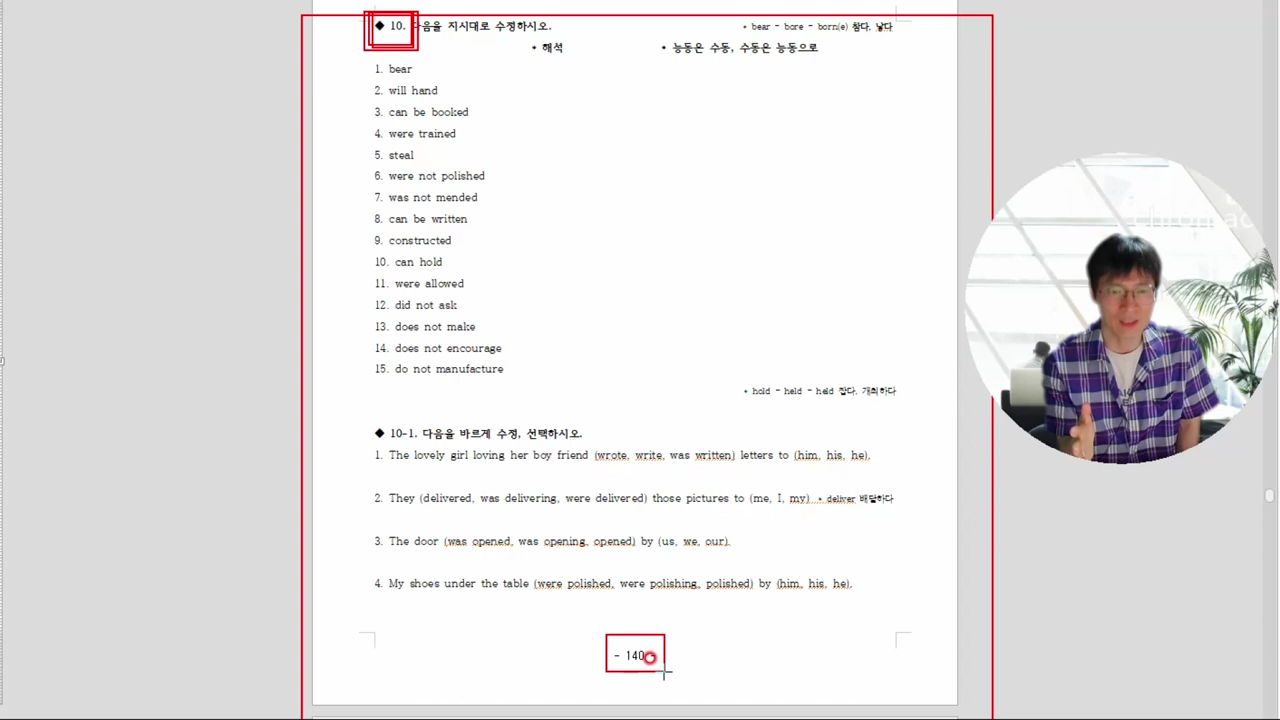 ◆ 10. 다음을 지시대로 수정하시오. • bear - bore - born(e) 참다, 낳다
• 해석 • 능동은 수동, 수동은 능동으로
1. bear
2. will hand
3. can be booked
4. were trained
5. steal
6. were not polished
7. was not mended
8. can be written
9. constructed
10. can hold
11. were allowed
12. did not ask
13. does not make
14. does not encourage
15. do not manufacture
• hold - held - held 잡다, 개최하다
◆ 10-1. 다음을 바르게 수정, 선택하시오.
1. The lovely girl loving her boy friend (wrote, write, was written) letters to (him, his, he).
2. They (delivered, was delivering, were delivered) those pictures to (me, I, my). • deliver 배달하다
3. The door (was opened, was opening, opened) by (us, we, our).
4. My shoes under the table (were polished, were polishing, polished) by (him, his, he).
- 140